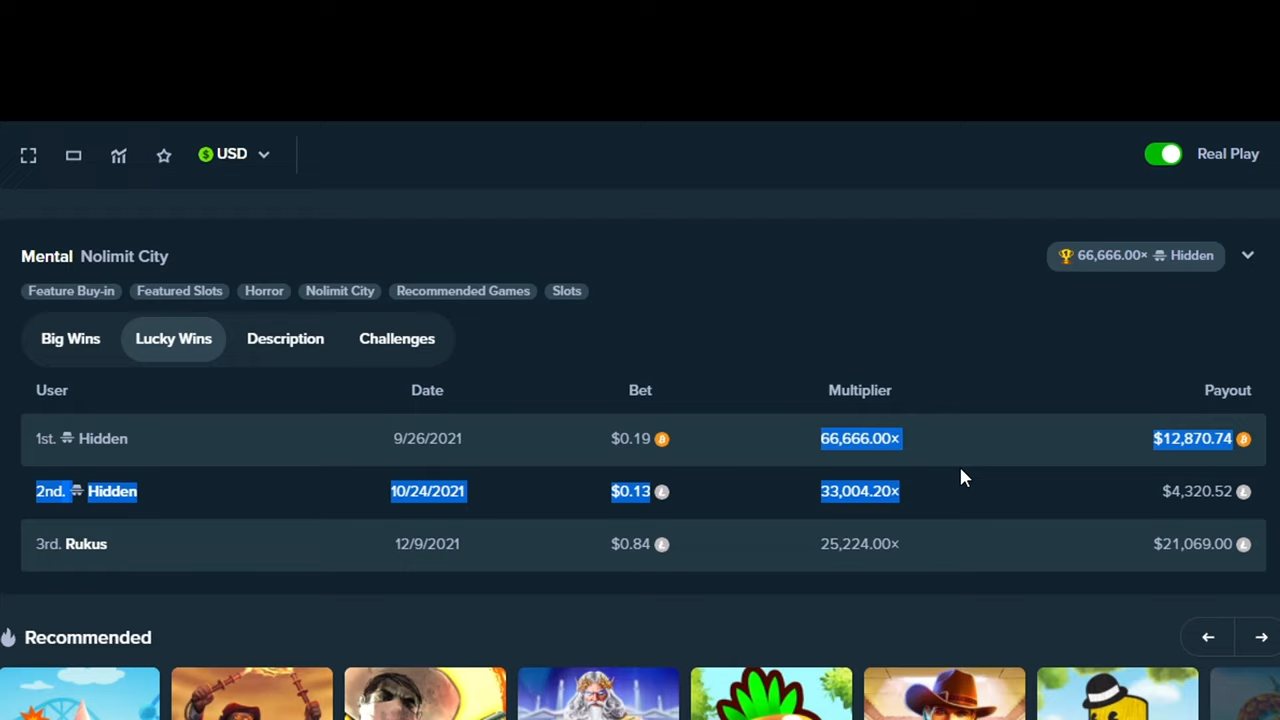 USD
Real Play
Mental Nolimit City
66,666.00× Hidden
Feature Buy-in Featured Slots Horror Nolimit City Recommended Games Slots
Big Wins Lucky Wins Description Challenges
User Date Bet Multiplier Payout
1st. Hidden 9/26/2021 $0.19 66,666.00× $12,870.74
2nd. Hidden 10/24/2021 $0.13 33,004.20× $4,320.52
3rd. Rukus 12/9/2021 $0.84 25,224.00× $21,069.00
Recommended